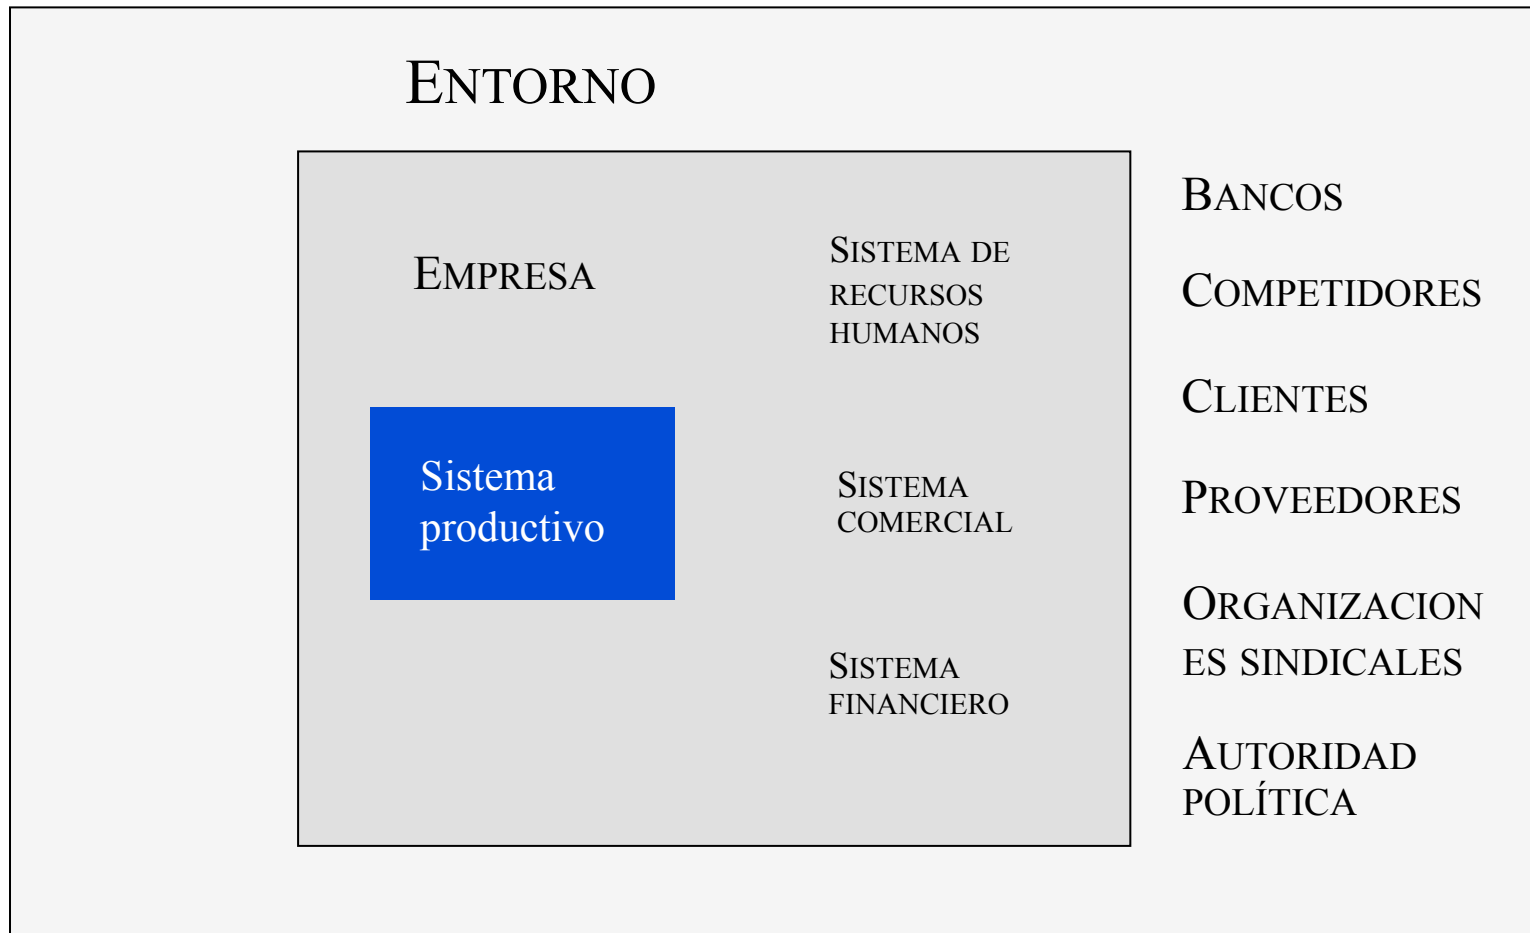 ENTORNO
EMPRESA
Sistema
productivo
SISTEMA DE
RECURSOS
HUMANOS
SISTEMA
COMERCIAL
SISTEMA
FINANCIERO
BANCOS
COMPETIDORES
CLIENTES
PROVEEDORES
ORGANIZACION
ES SINDICALES
AUTORIDAD
POLÍTICA